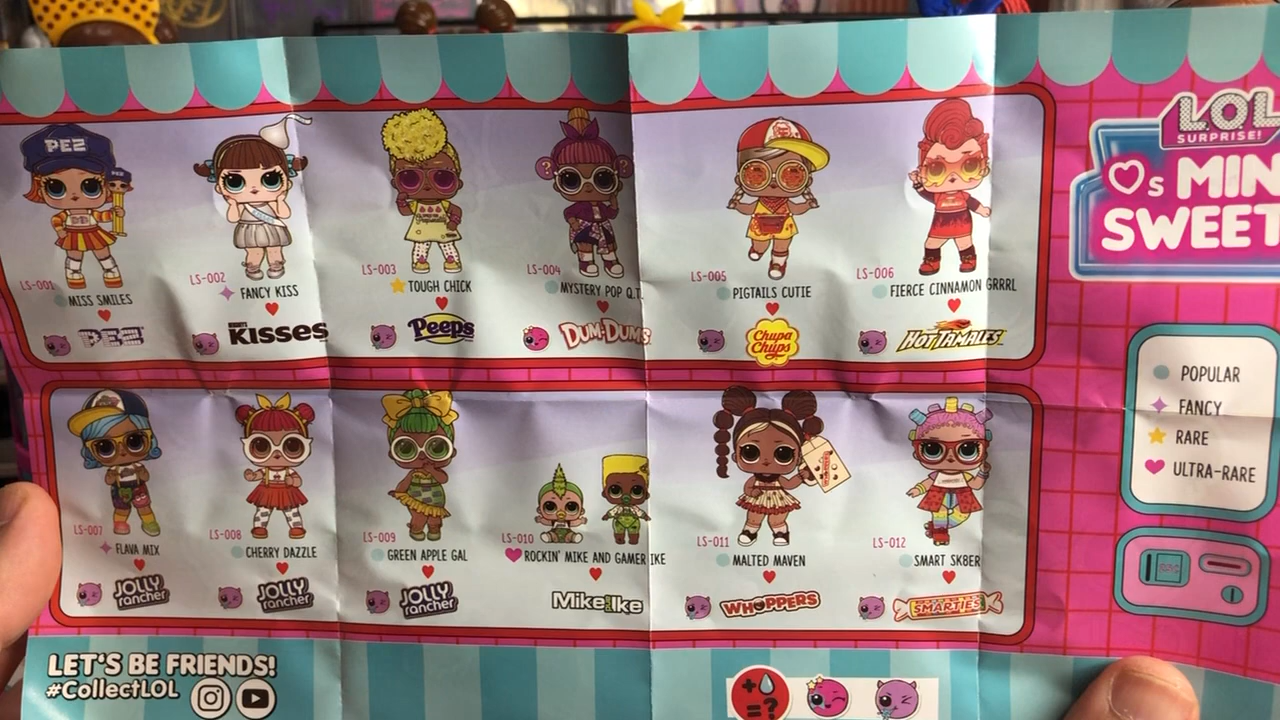 LOL
SURPRISE!
♡s MIN
SWEET
PEZ
LS-001
MISS SMILES
PEZ
LS-002
FANCY KISS
KISSES
LS-003
TOUGH CHICK
Peeps
LS-004
MYSTERY POP Q.T.
DUM-DUMS
LS-005
PIGTAILS CUTIE
Chupa
Chups
LS-006
FIERCE CINNAMON GRRRL
HOT TAMALES
LS-007
FLAVA MIX
JOLLY
rancher
LS-008
CHERRY DAZZLE
JOLLY
rancher
LS-009
GREEN APPLE GAL
JOLLY
rancher
LS-010
ROCKIN' MIKE AND GAMER IKE
Mike and Ike
LS-011
MALTED MAVEN
WHOPPERS
LS-012
SMART SK8ER
SMARTIES
POPULAR
FANCY
RARE
ULTRA-RARE
LET'S BE FRIENDS!
#CollectLOL
+
=?